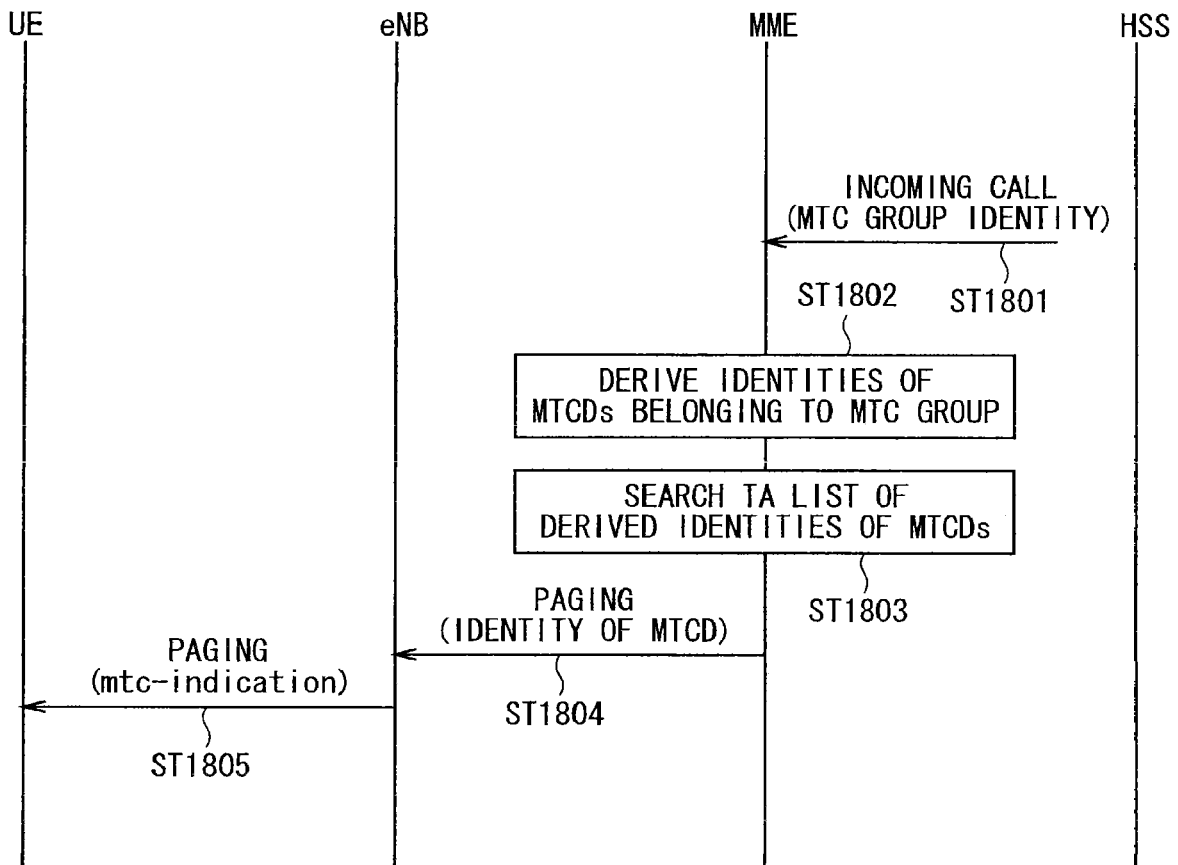 UE eNB MME HSS
INCOMING CALL
(MTC GROUP IDENTITY)
ST1802
ST1801
DERIVE IDENTITIES OF
MTCDs BELONGING TO MTC GROUP
SEARCH TA LIST OF
DERIVED IDENTITIES OF MTCDs
PAGING
(IDENTITY OF MTCD)
ST1803
PAGING
(mtc-indication)
ST1804
ST1805